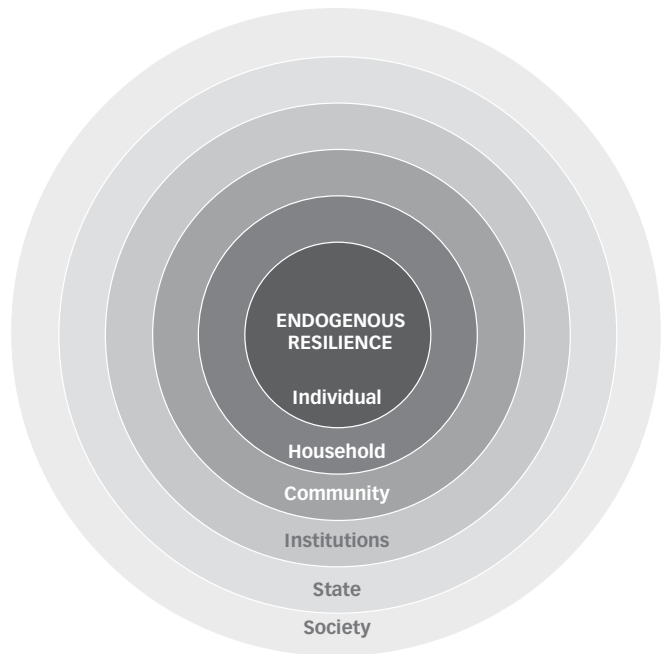 ENDOGENOUS
RESILIENCE
Individual
Household
Community
Institutions
State
Society